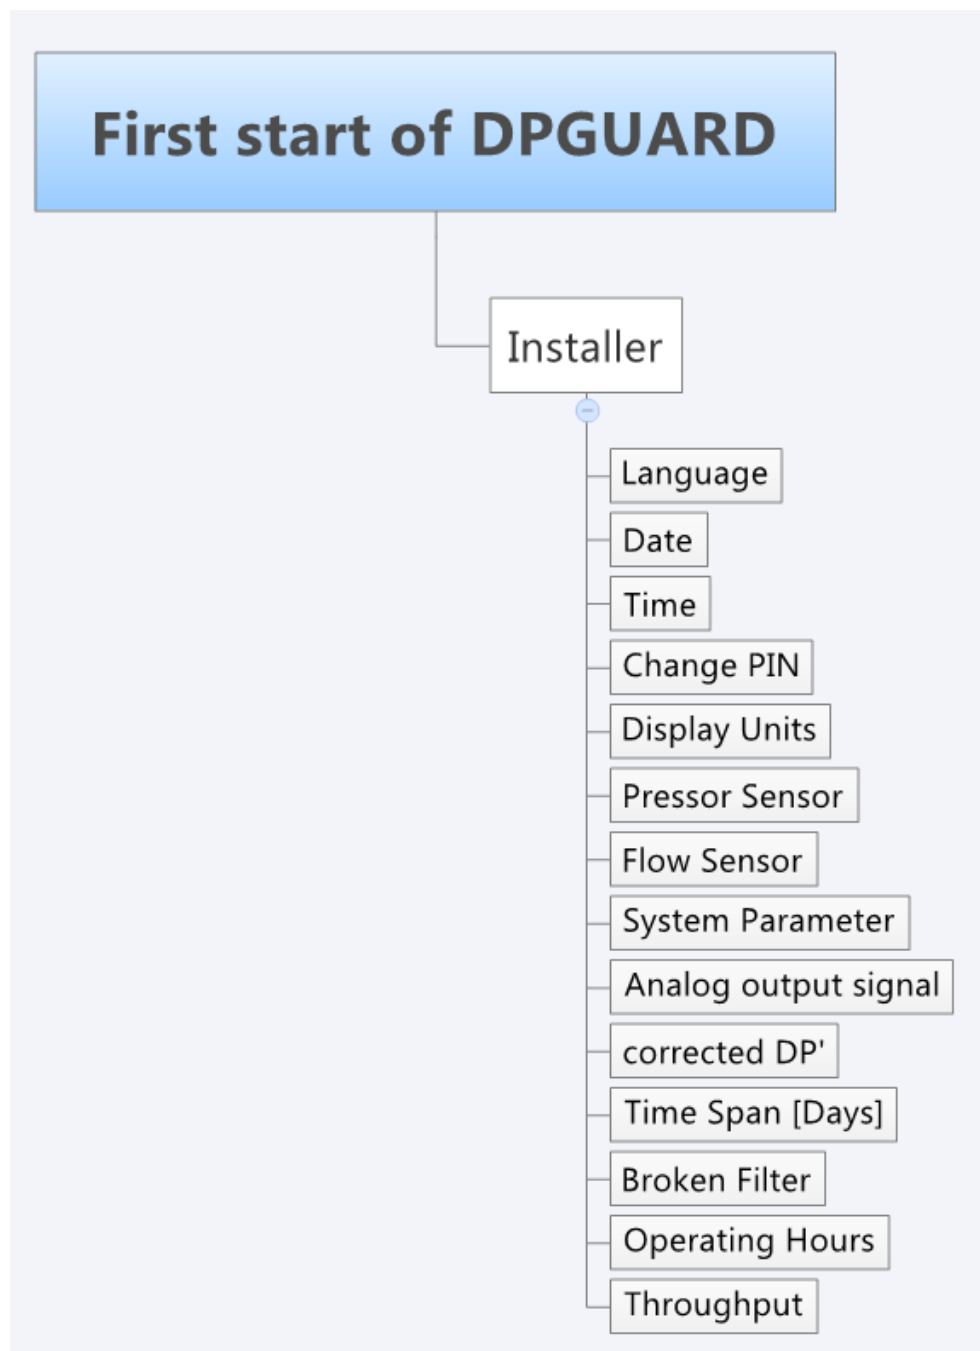 First start of DPGUARD
Installer
Language
Date
Time
Change PIN
Display Units
Pressor Sensor
Flow Sensor
System Parameter
Analog output signal
corrected DP'
Time Span [Days]
Broken Filter
Operating Hours
Throughput